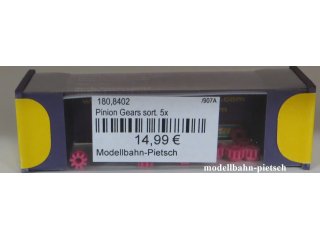 180,8402 /907A
Pinion Gears sort. 5x
14,99 €
Modellbahn-Pietsch
modellbahn-pietsch